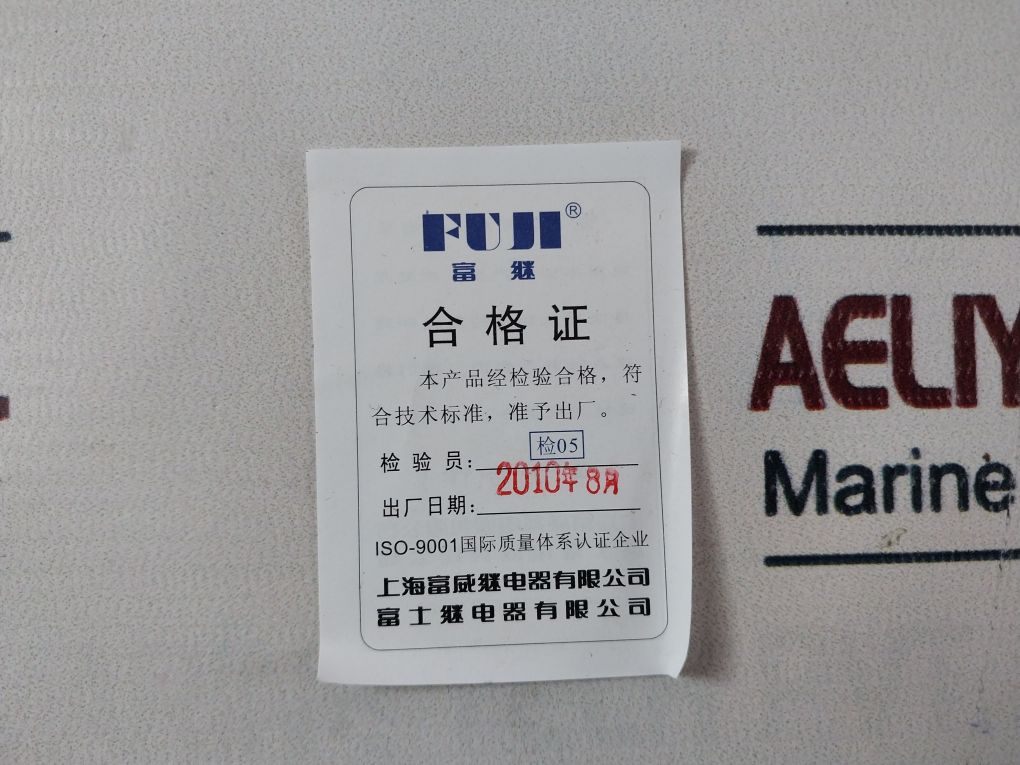 FUJI®
富继
合格证
本产品经检验合格，符
合技术标准，准予出厂。
检验员：检05
2010年8月
出厂日期：
ISO-9001国际质量体系认证企业
上海富威继电器有限公司
富士继电器有限公司
AELIY
Marine